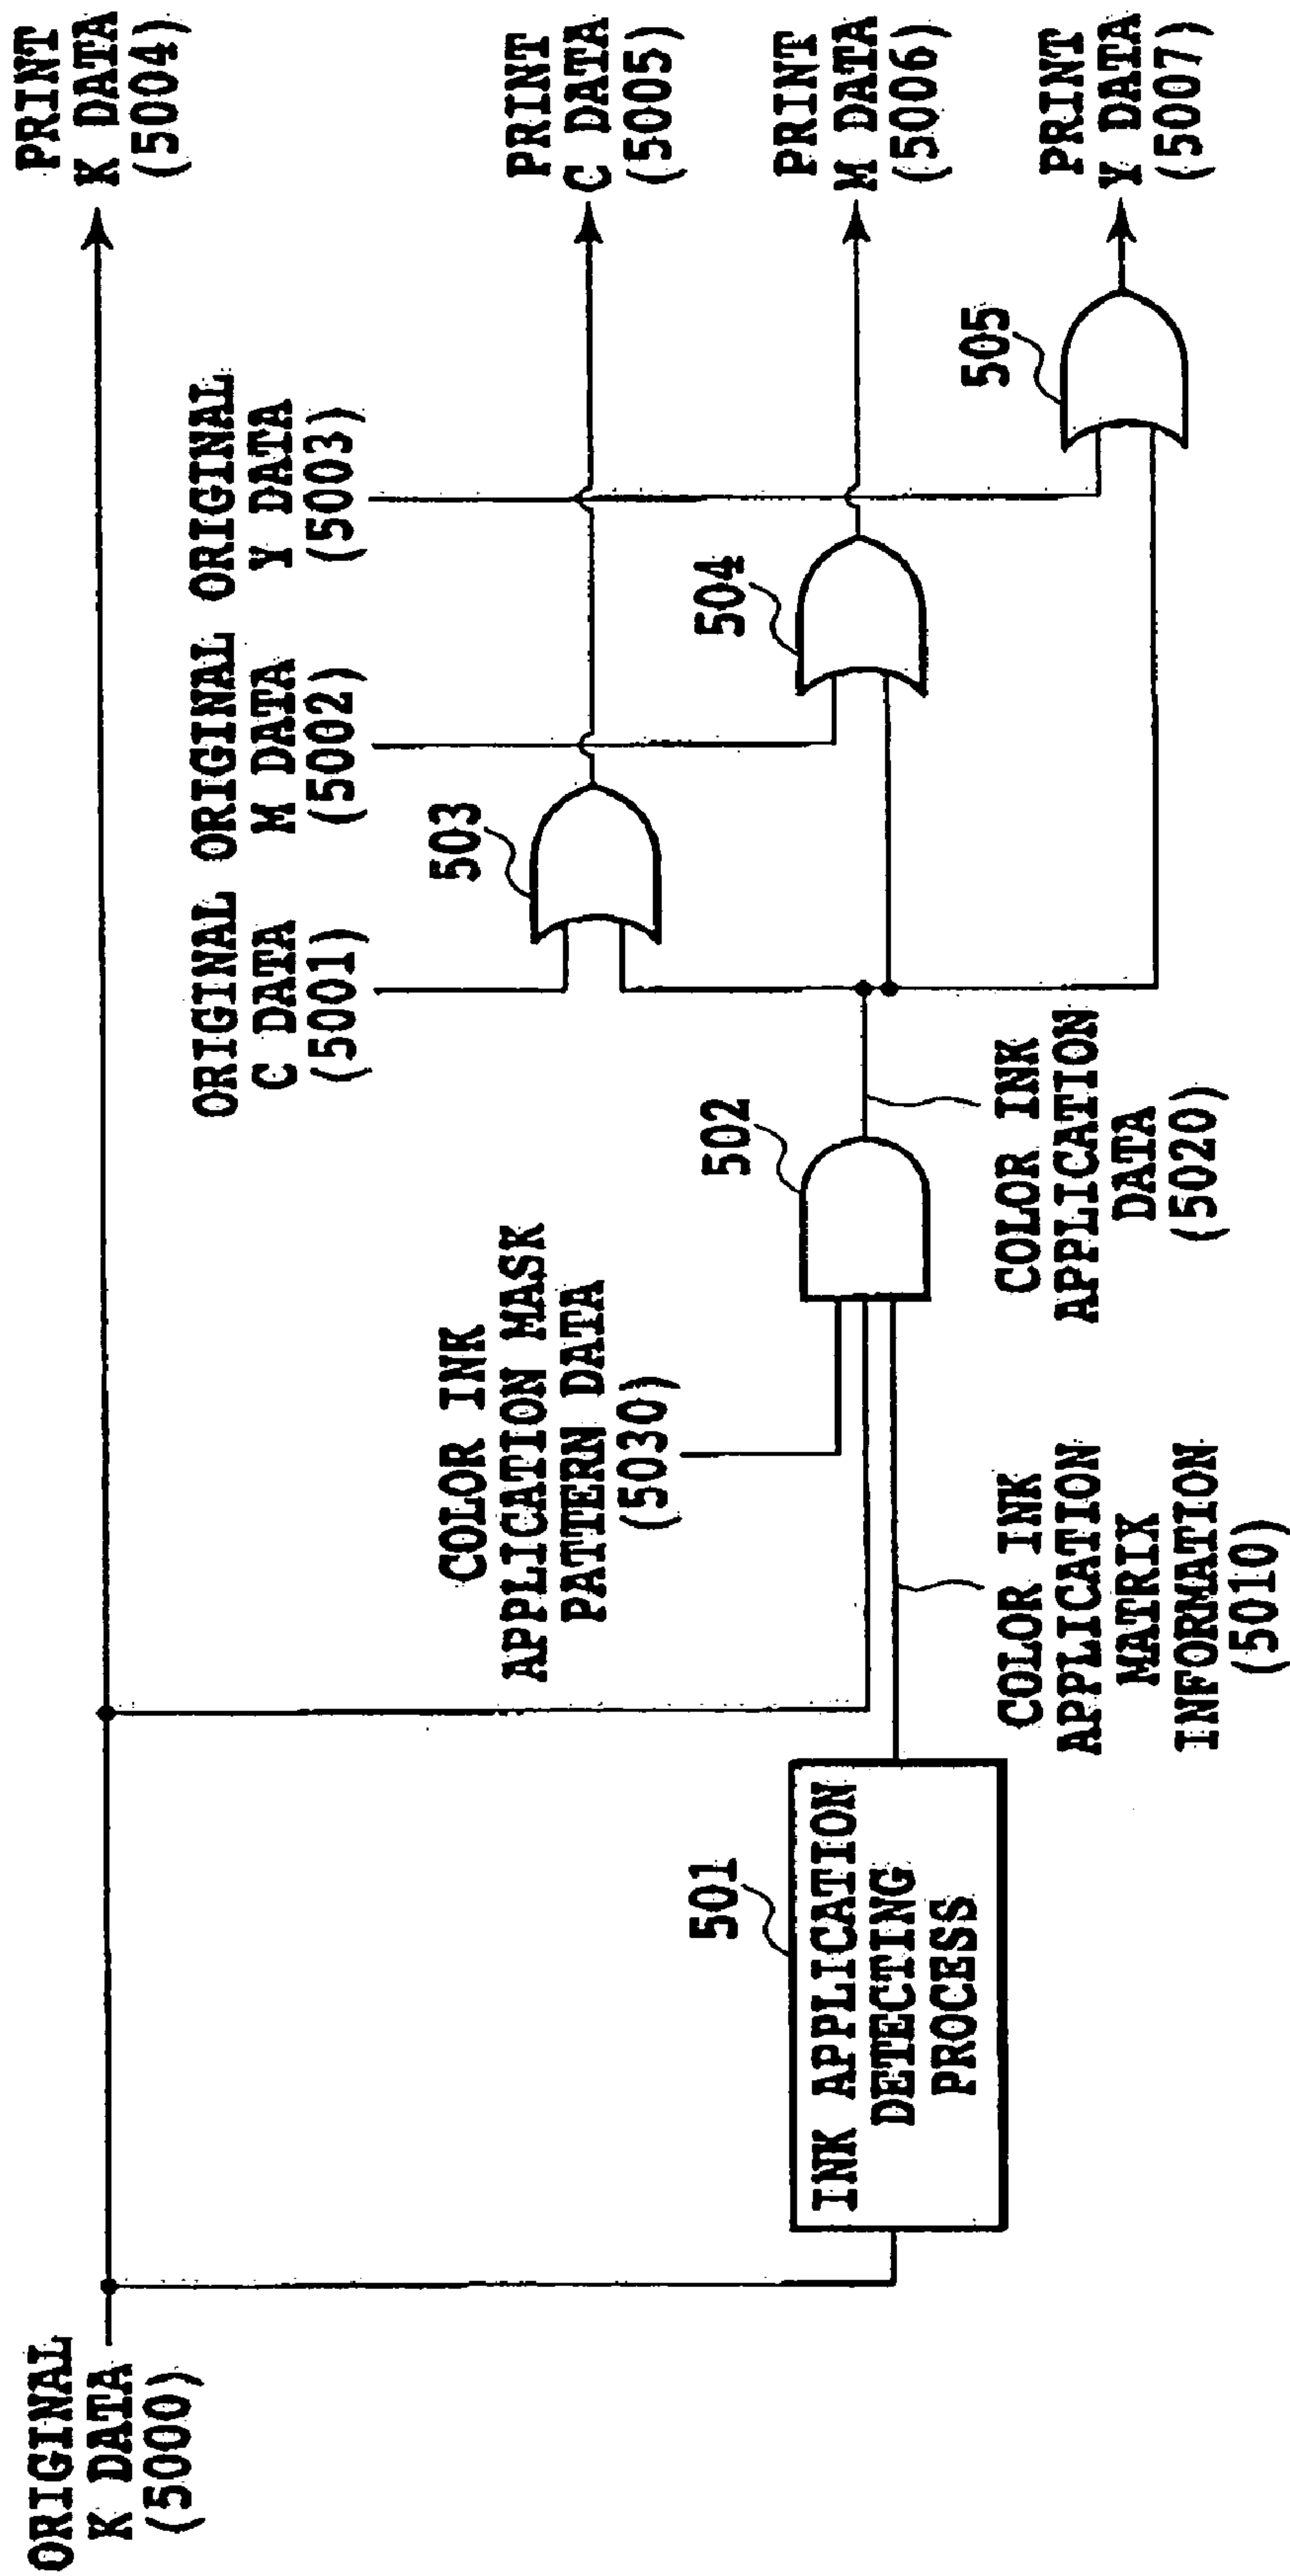 ORIGINAL
K DATA
(5000)
PRINT
K DATA
(5004)
ORIGINAL
C DATA
(5001)
ORIGINAL
M DATA
(5002)
ORIGINAL
Y DATA
(5003)
COLOR INK
APPLICATION MASK
PATTERN DATA
(5030)
503
PRINT
C DATA
(5005)
501
INK APPLICATION
DETECTING
PROCESS
502
504
PRINT
M DATA
(5006)
COLOR INK
APPLICATION
MATRIX
INFORMATION
(5010)
COLOR INK
APPLICATION
DATA
(5020)
505
PRINT
Y DATA
(5007)